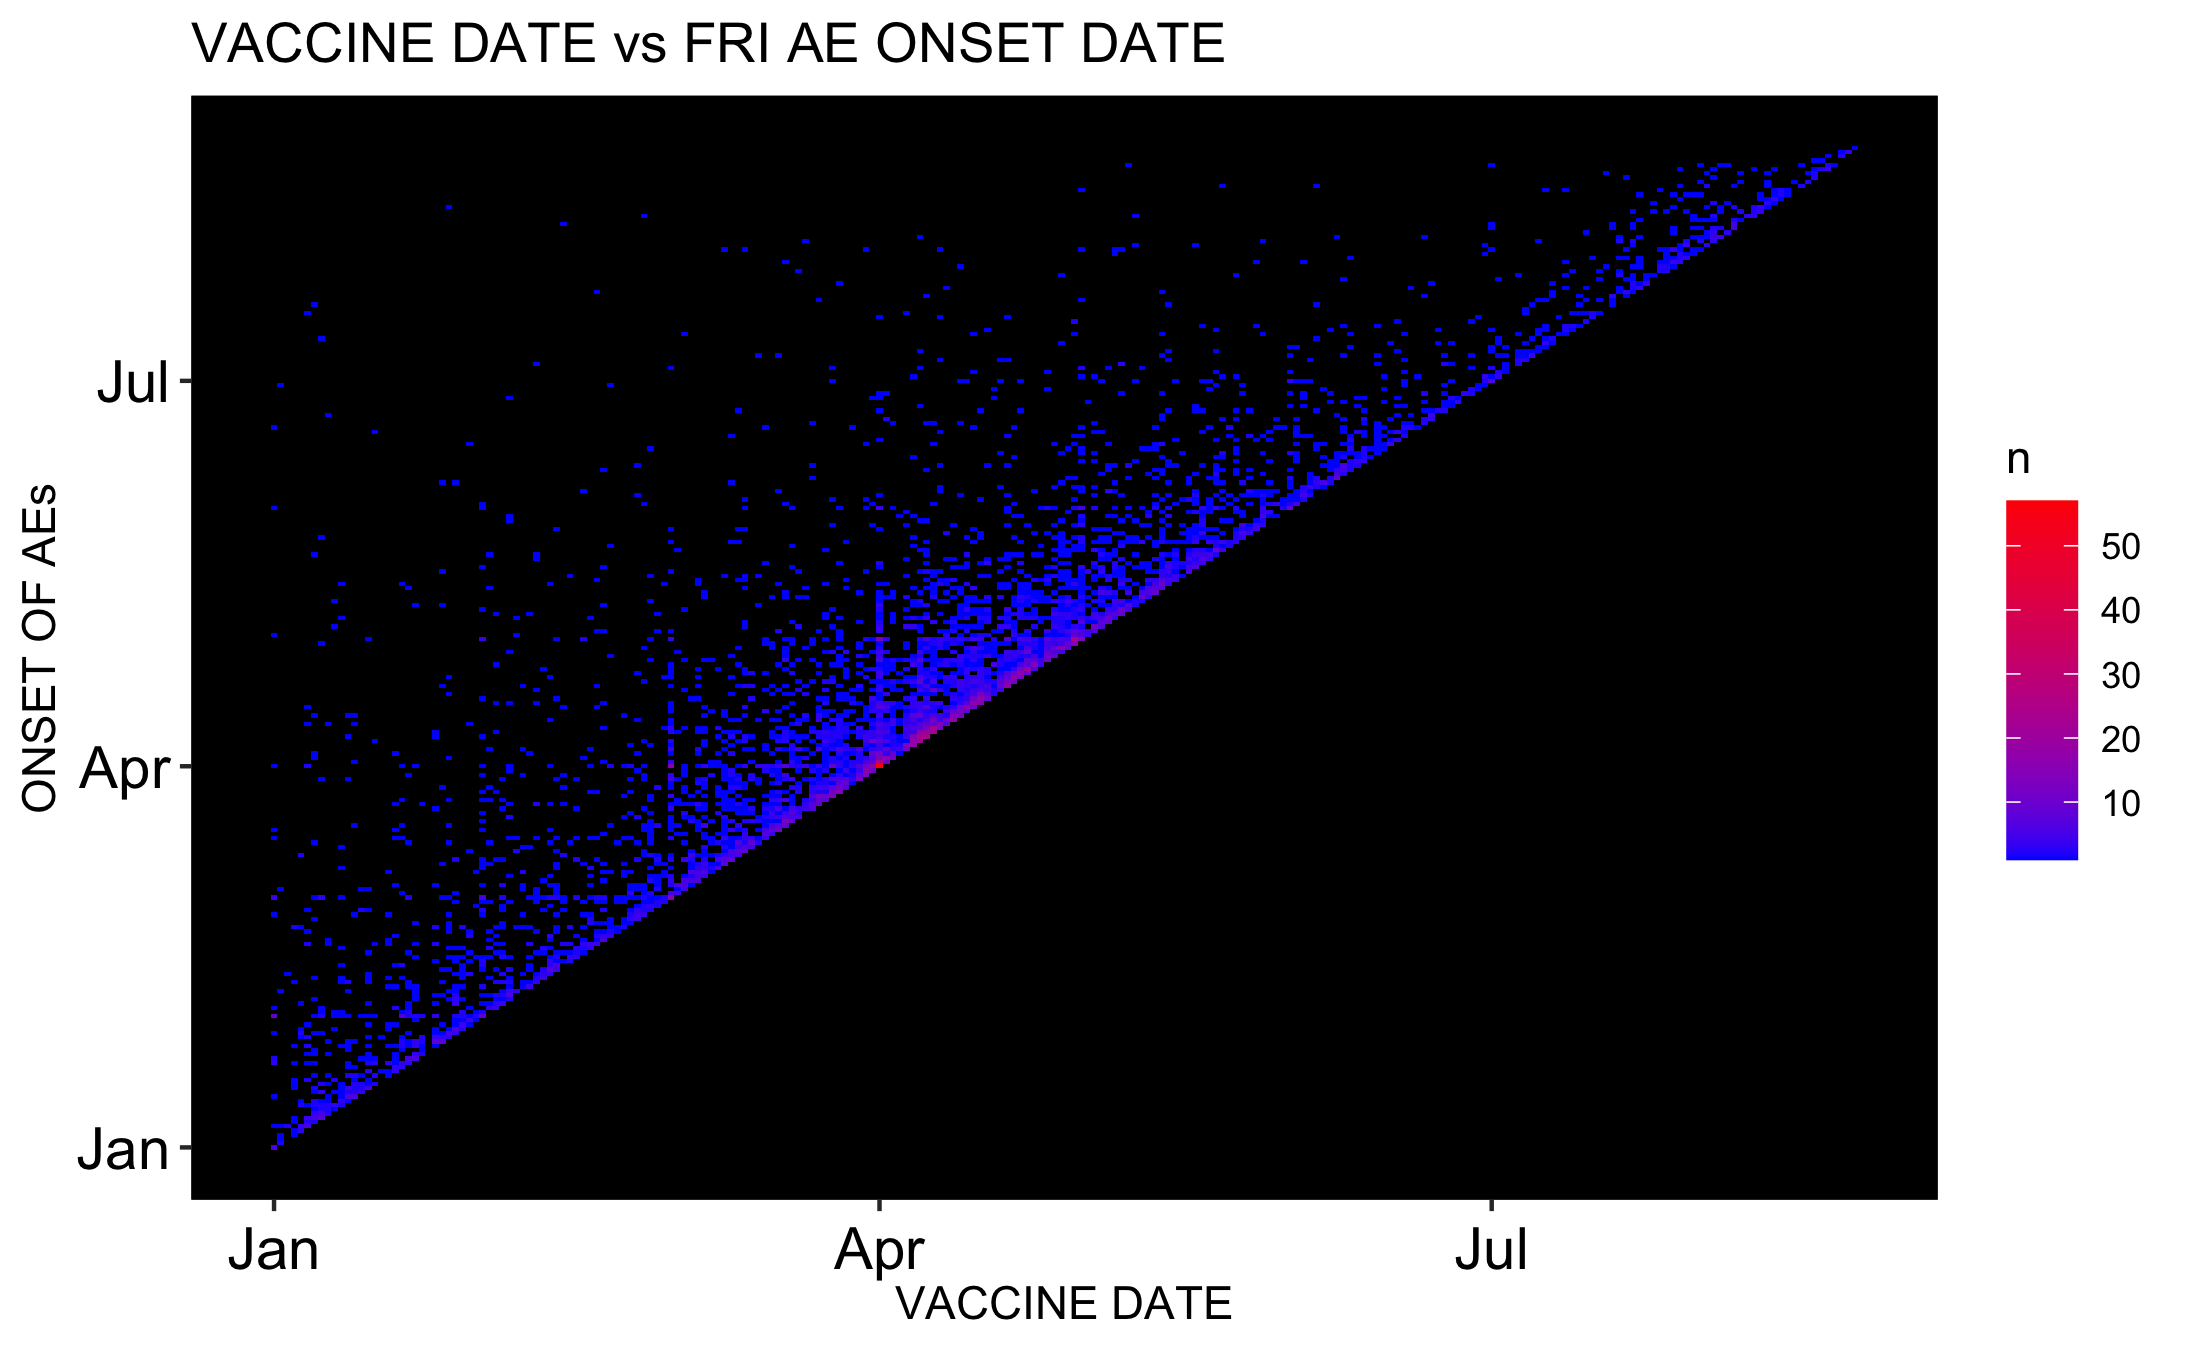 VACCINE DATE vs FRI AE ONSET DATE
ONSET OF AEs
Jul
Apr
Jan
Jan
Apr
Jul
VACCINE DATE
n
50
40
30
20
10